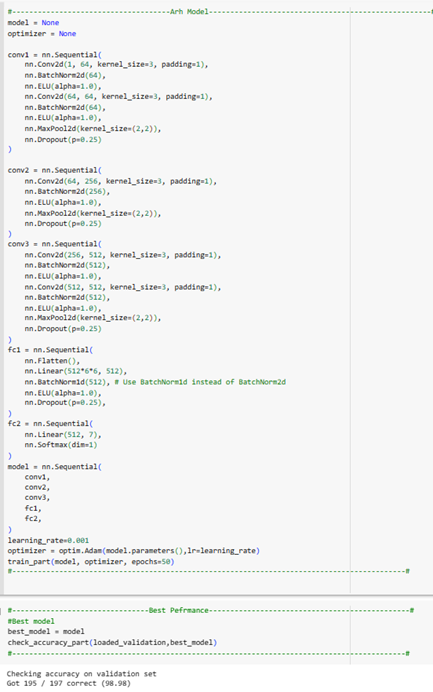 #-----------------------------------Arh Model--------------------------------------------------#
model = None
optimizer = None
conv1 = nn.Sequential(
nn.Conv2d(1, 64, kernel_size=3, padding=1),
nn.BatchNorm2d(64),
nn.ELU(alpha=1.0),
nn.Conv2d(64, 64, kernel_size=3, padding=1),
nn.BatchNorm2d(64),
nn.ELU(alpha=1.0),
nn.MaxPool2d(kernel_size=(2,2)),
nn.Dropout(p=0.25)
)
conv2 = nn.Sequential(
nn.Conv2d(64, 256, kernel_size=3, padding=1),
nn.BatchNorm2d(256),
nn.ELU(alpha=1.0),
nn.MaxPool2d(kernel_size=(2,2)),
nn.Dropout(p=0.25)
)
conv3 = nn.Sequential(
nn.Conv2d(256, 512, kernel_size=3, padding=1),
nn.BatchNorm2d(512),
nn.ELU(alpha=1.0),
nn.Conv2d(512, 512, kernel_size=3, padding=1),
nn.BatchNorm2d(512),
nn.ELU(alpha=1.0),
nn.MaxPool2d(kernel_size=(2,2)),
nn.Dropout(p=0.25)
)
fc1 = nn.Sequential(
nn.Flatten(),
nn.Linear(512*6*6, 512),
nn.BatchNorm1d(512), # Use BatchNorm1d instead of BatchNorm2d
nn.ELU(alpha=1.0),
nn.Dropout(p=0.25),
)
fc2 = nn.Sequential(
nn.Linear(512, 7),
nn.Softmax(dim=1)
)
model = nn.Sequential(
conv1,
conv2,
conv3,
fc1,
fc2,
)
learning_rate=0.001
optimizer = optim.Adam(model.parameters(),lr=learning_rate)
train_part(model, optimizer, epochs=50)
#---------------------------------------------------------------------------------------#
#------------------------------Best Pefrmance-------------------------------------------#
#Best model
best_model = model
check_accuracy_part(loaded_validation,best_model)
#---------------------------------------------------------------------------------------#
Checking accuracy on validation set
Got 195 / 197 correct (98.98)